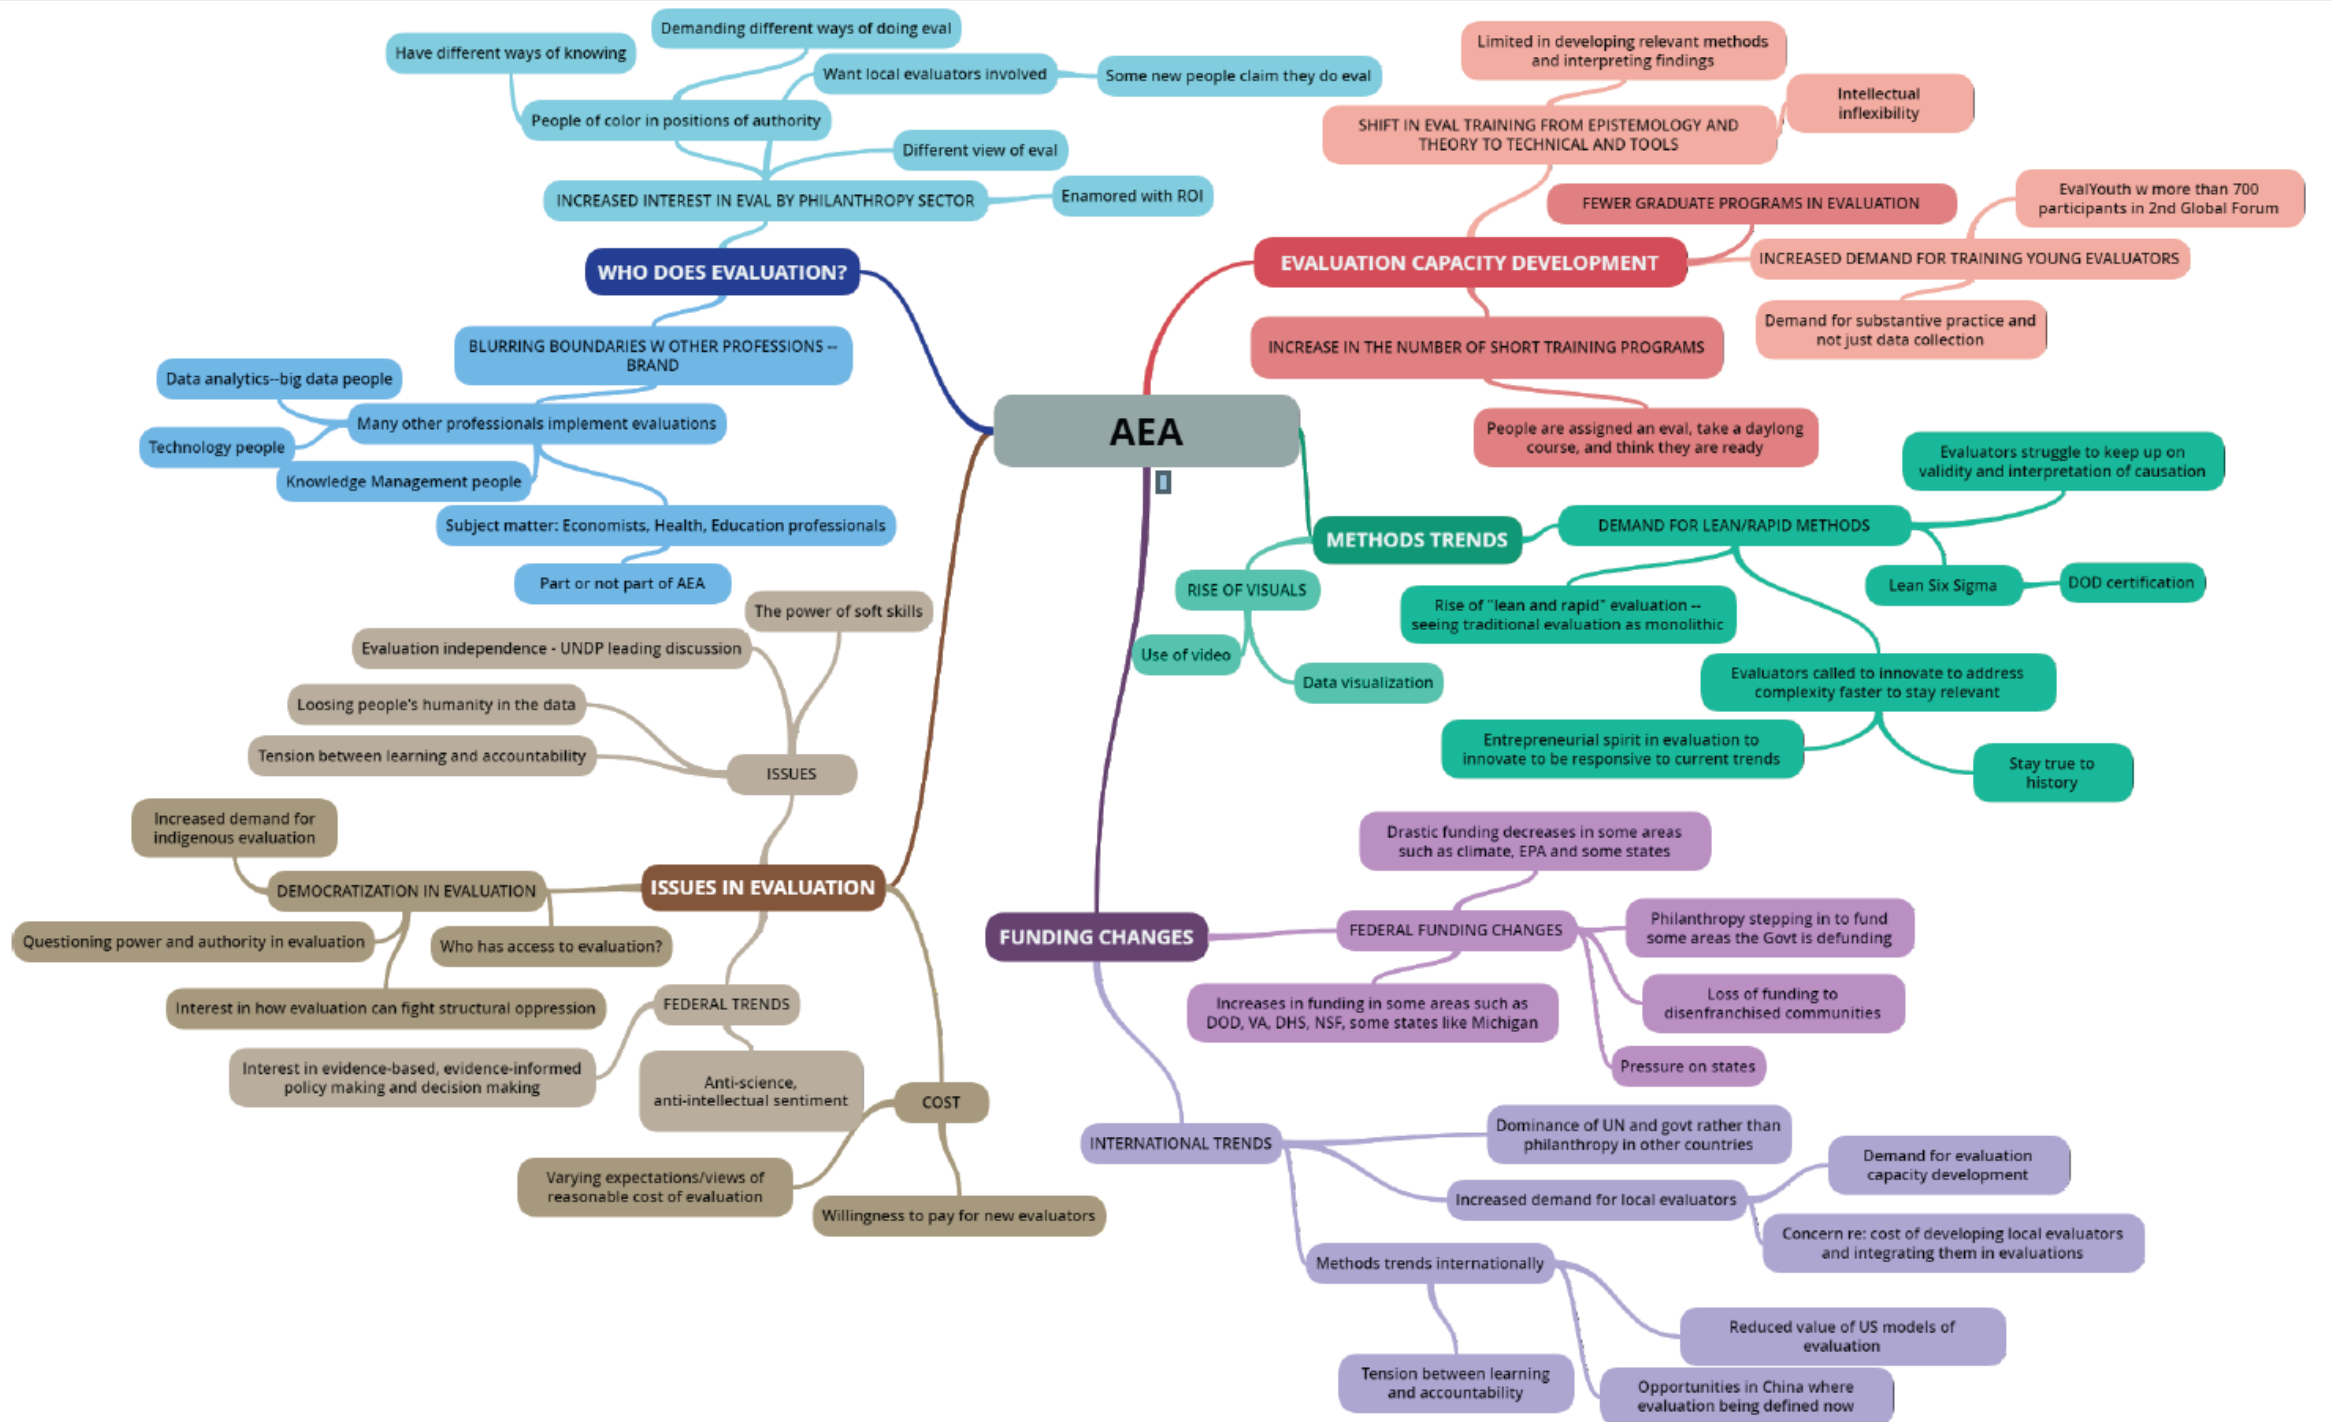 Demanding different ways of doing eval
Have different ways of knowing
Want local evaluators involved
Some new people claim they do eval
People of color in positions of authority
Different view of eval
INCREASED INTEREST IN EVAL BY PHILANTHROPY SECTOR
Enamored with ROI
WHO DOES EVALUATION?
BLURRING BOUNDARIES W OTHER PROFESSIONS --
BRAND
Data analytics--big data people
Many other professionals implement evaluations
Technology people
Knowledge Management people
Subject matter: Economists, Health, Education professionals
Part or not part of AEA
Limited in developing relevant methods
and interpreting findings
Intellectual
inflexibility
SHIFT IN EVAL TRAINING FROM EPISTEMOLOGY AND
THEORY TO TECHNICAL AND TOOLS
FEWER GRADUATE PROGRAMS IN EVALUATION
EvalYouth w more than 700
participants in 2nd Global Forum
EVALUATION CAPACITY DEVELOPMENT
INCREASED DEMAND FOR TRAINING YOUNG EVALUATORS
Demand for substantive practice and
not just data collection
INCREASE IN THE NUMBER OF SHORT TRAINING PROGRAMS
People are assigned an eval, take a daylong
course, and think they are ready
AEA
METHODS TRENDS
DEMAND FOR LEAN/RAPID METHODS
Evaluators struggle to keep up on
validity and interpretation of causation
Lean Six Sigma
DOD certification
RISE OF VISUALS
Rise of "lean and rapid" evaluation --
seeing traditional evaluation as monolithic
Use of video
Data visualization
Evaluators called to innovate to address
complexity faster to stay relevant
Entrepreneurial spirit in evaluation to
innovate to be responsive to current trends
Stay true to
history
The power of soft skills
Evaluation independence - UNDP leading discussion
Loosing people's humanity in the data
Tension between learning and accountability
ISSUES
Increased demand for
indigenous evaluation
DEMOCRATIZATION IN EVALUATION
ISSUES IN EVALUATION
Questioning power and authority in evaluation
Who has access to evaluation?
Interest in how evaluation can fight structural oppression
FEDERAL TRENDS
Interest in evidence-based, evidence-informed
policy making and decision making
Anti-science,
anti-intellectual sentiment
COST
Varying expectations/views of
reasonable cost of evaluation
Willingness to pay for new evaluators
Drastic funding decreases in some areas
such as climate, EPA and some states
FUNDING CHANGES
FEDERAL FUNDING CHANGES
Philanthropy stepping in to fund
some areas the Govt is defunding
Increases in funding in some areas such as
DOD, VA, DHS, NSF, some states like Michigan
Loss of funding to
disenfranchised communities
Pressure on states
INTERNATIONAL TRENDS
Dominance of UN and govt rather than
philanthropy in other countries
Increased demand for local evaluators
Demand for evaluation
capacity development
Concern re: cost of developing local evaluators
and integrating them in evaluations
Methods trends internationally
Reduced value of US models of
evaluation
Tension between learning
and accountability
Opportunities in China where
evaluation being defined now